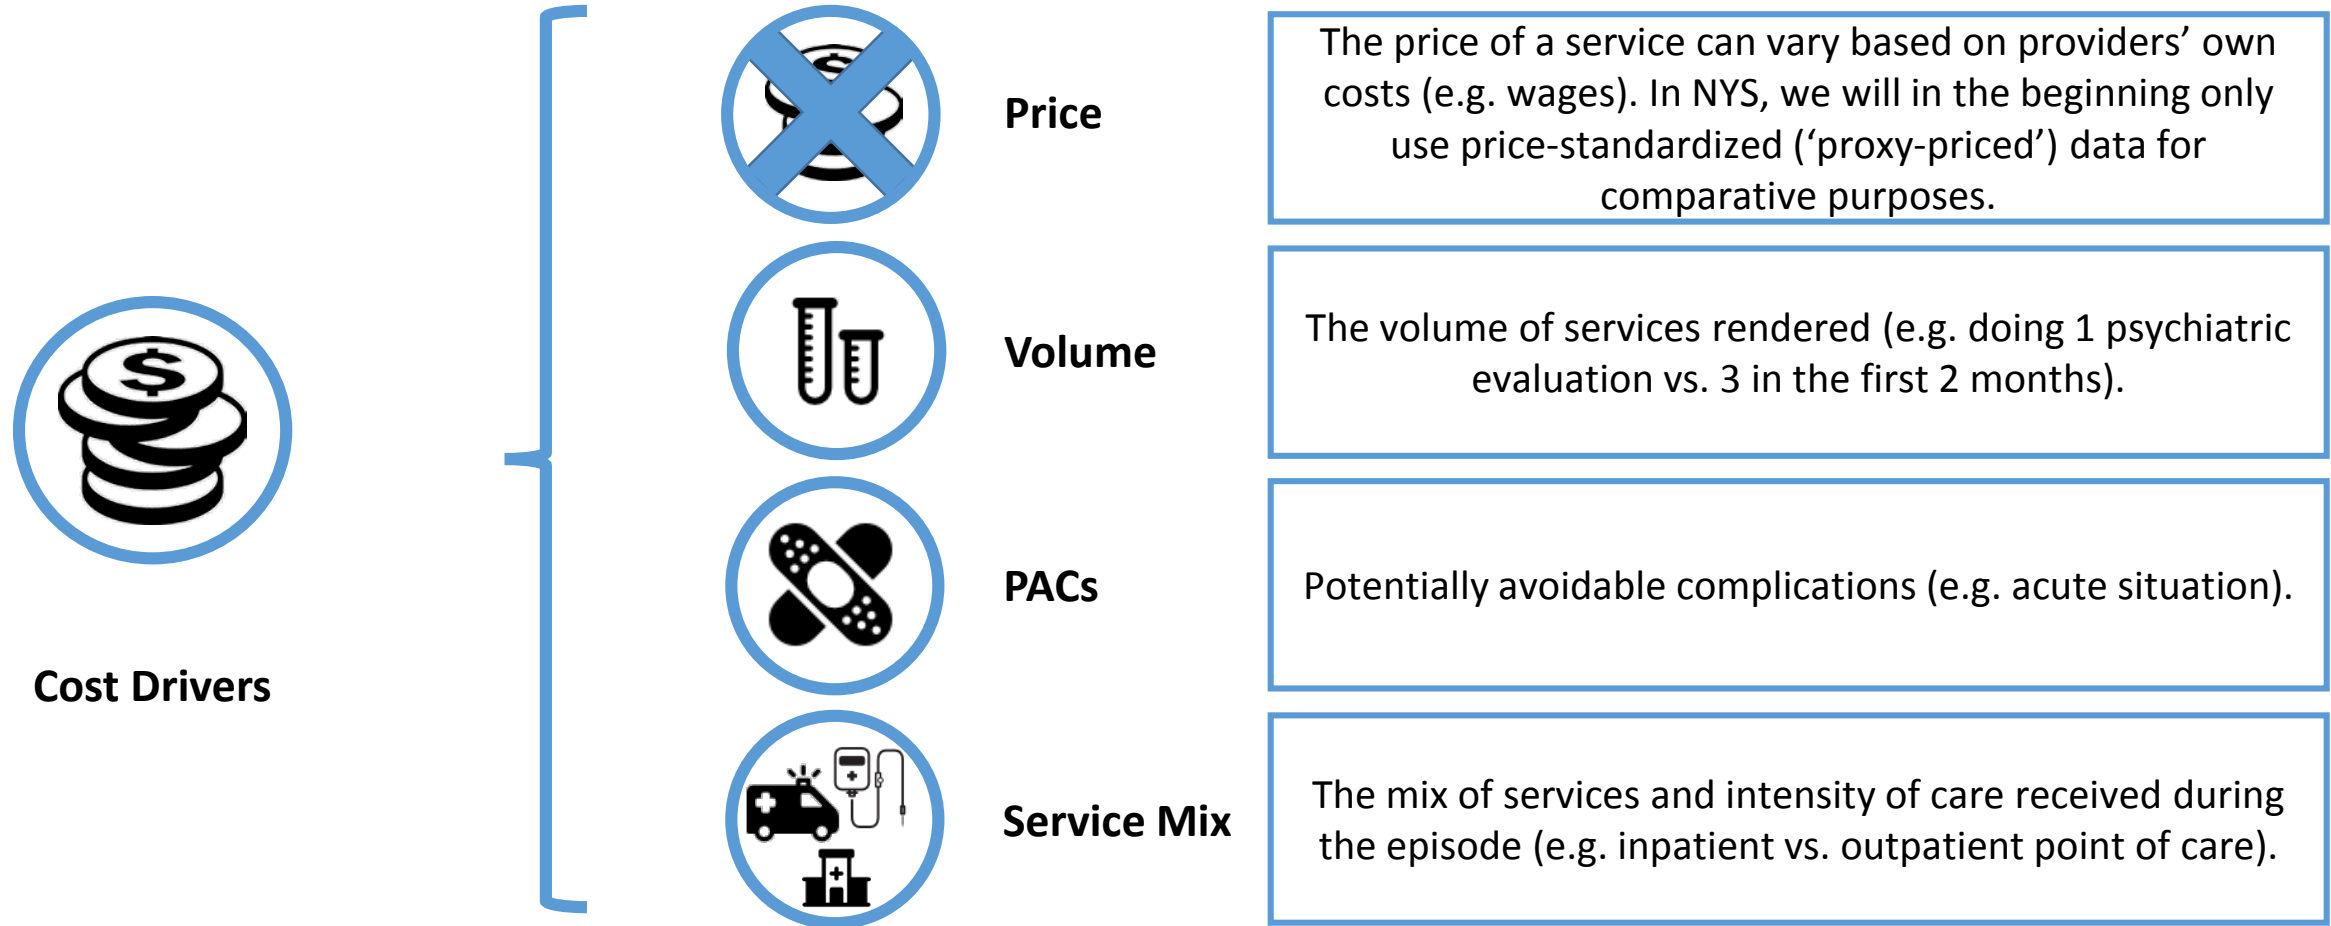 Price
The price of a service can vary based on providers’ own
costs (e.g. wages). In NYS, we will in the beginning only
use price-standardized (‘proxy-priced’) data for
comparative purposes.
Volume
The volume of services rendered (e.g. doing 1 psychiatric
evaluation vs. 3 in the first 2 months).
$
Cost Drivers
PACs
Potentially avoidable complications (e.g. acute situation).
Service Mix
The mix of services and intensity of care received during
the episode (e.g. inpatient vs. outpatient point of care).